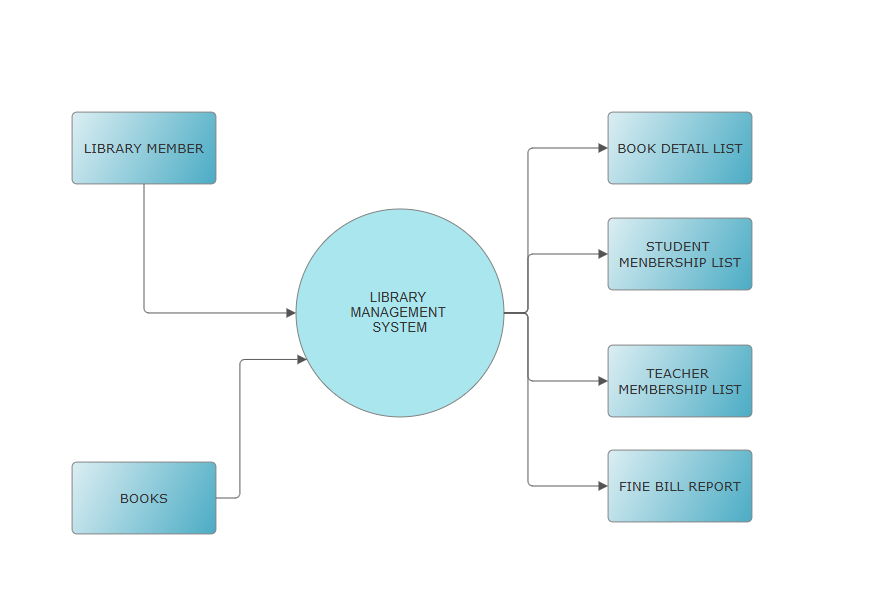 LIBRARY MEMBER
BOOKS
LIBRARY
MANAGEMENT
SYSTEM
BOOK DETAIL LIST
STUDENT
MENBERSHIP LIST
TEACHER
MEMBERSHIP LIST
FINE BILL REPORT